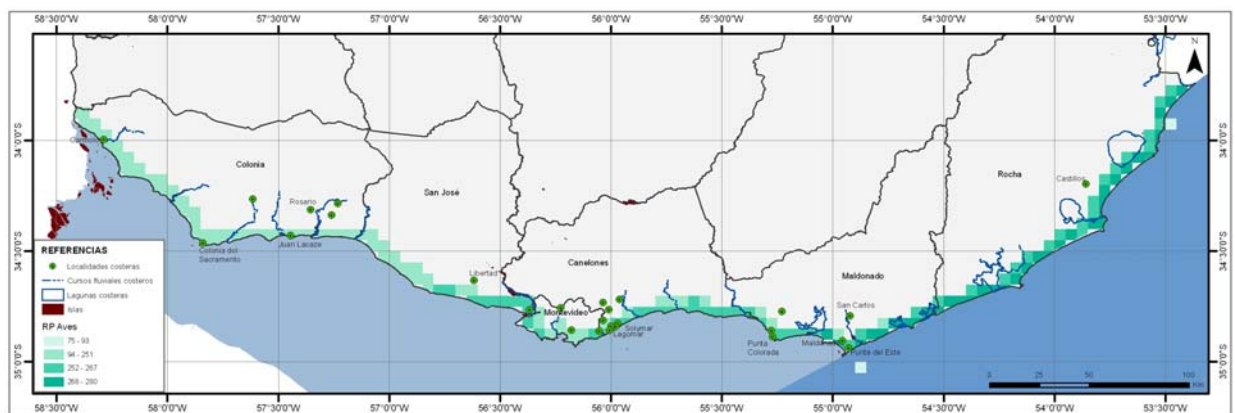 58°30'0"W 58°0'0"W 57°30'0"W 57°0'0"W 56°30'0"W 56°0'0"W 55°30'0"W 55°0'0"W 54°30'0"W 54°0'0"W 53°30'0"W
N
34°0'0"S
34°0'0"S
Colonia
Rocha
Castillos
San José
Rosario
Colonia del
Sacramento
Juan Lacaze
34°30'0"S
34°30'0"S
Libertad
Canelones
Maldonado
Montevideo
San Carlos
Solymar
Lagomar
Punta
Colorada
Punta del Este
35°0'0"S
35°0'0"S
REFERENCIAS
Localidades costeras
Cursos fluviales costeros
Lagunas costeras
Islas
RP Aves
75 - 93
94 - 251
252 - 267
268 - 280
0 25 50 100
Km
58°30'0"W 58°0'0"W 57°30'0"W 57°0'0"W 56°30'0"W 56°0'0"W 55°30'0"W 55°0'0"W 54°30'0"W 54°0'0"W 53°30'0"W